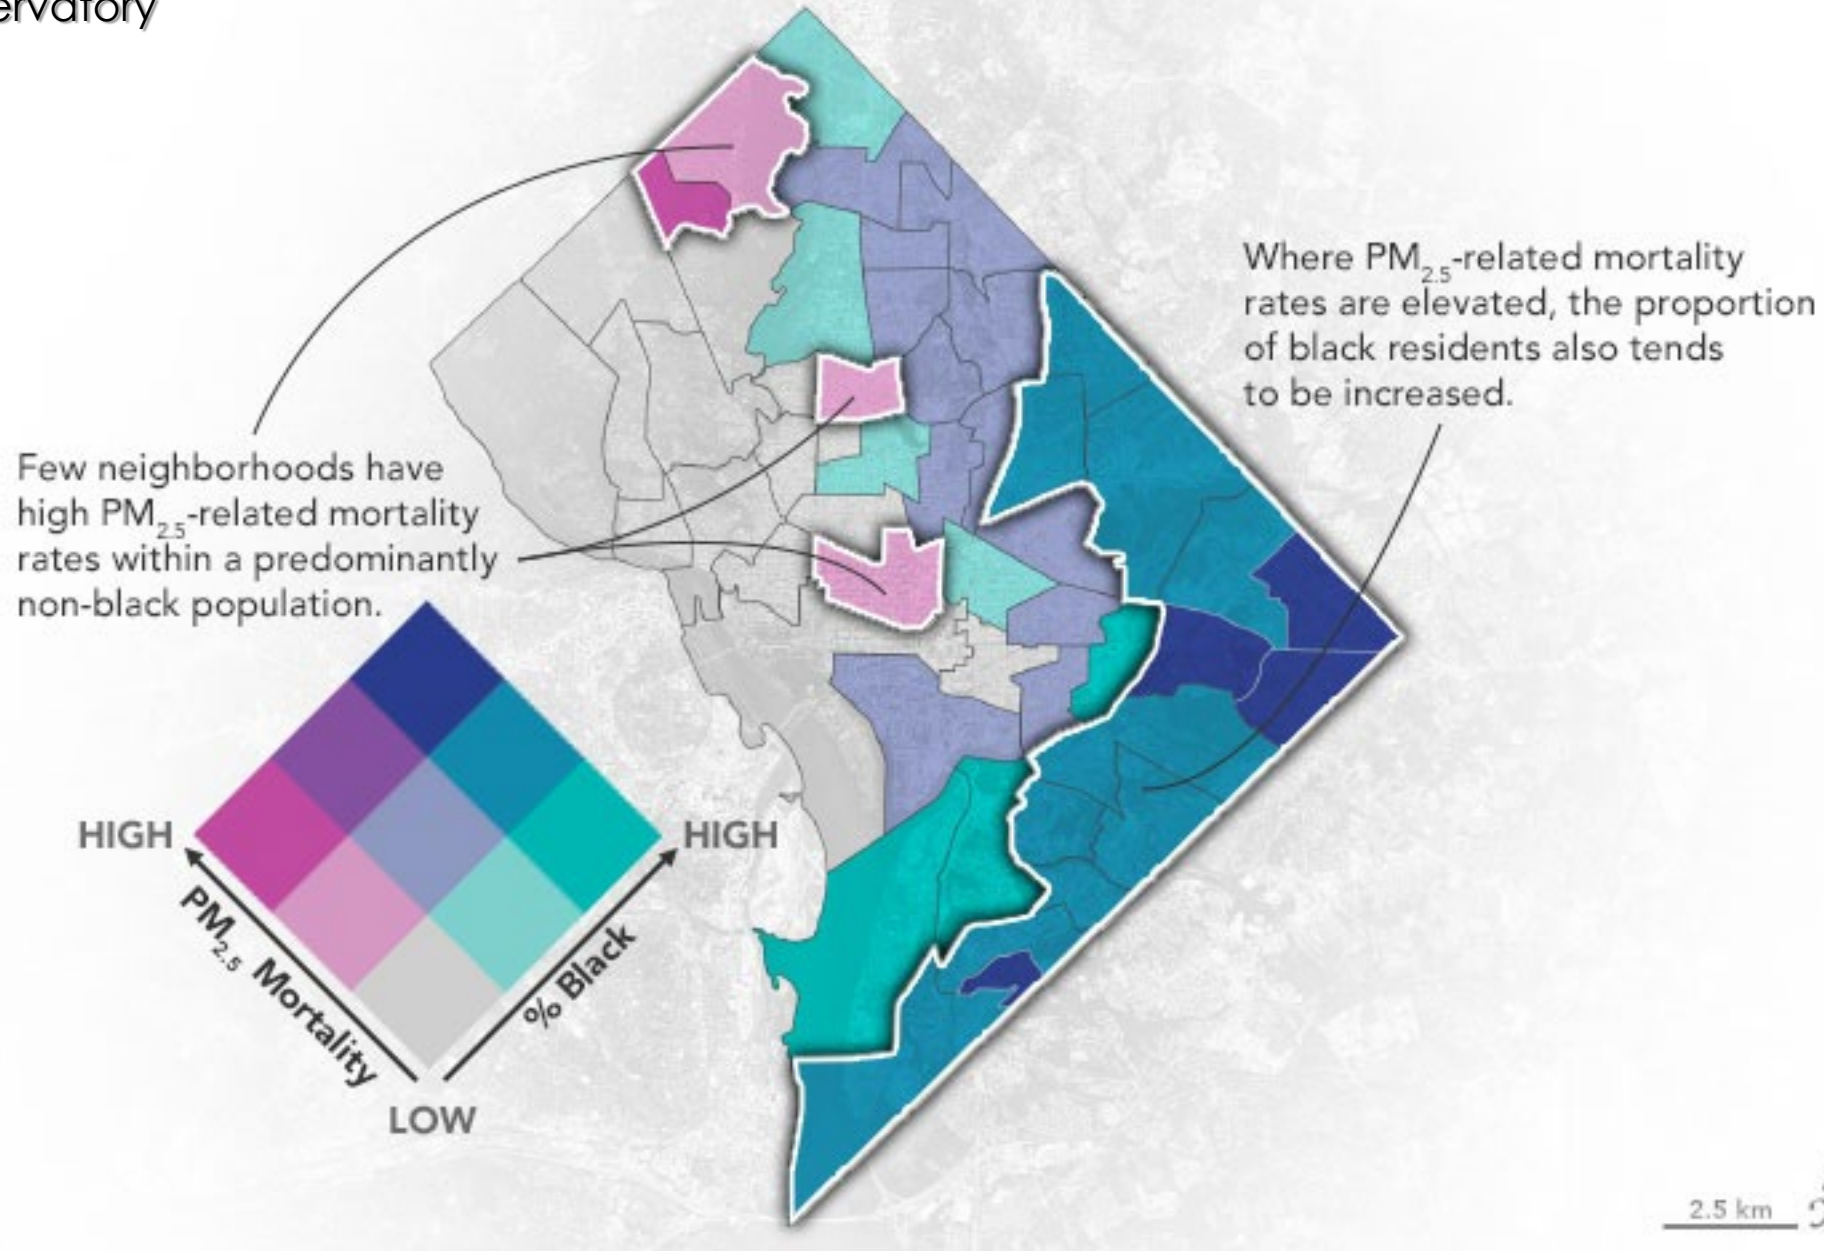 Few neighborhoods have
high PM2.5-related mortality
rates within a predominantly
non-black population.
Where PM2.5-related mortality
rates are elevated, the proportion
of black residents also tends
to be increased.
HIGH
HIGH
PM2.5 Mortality
% Black
LOW
2.5 km